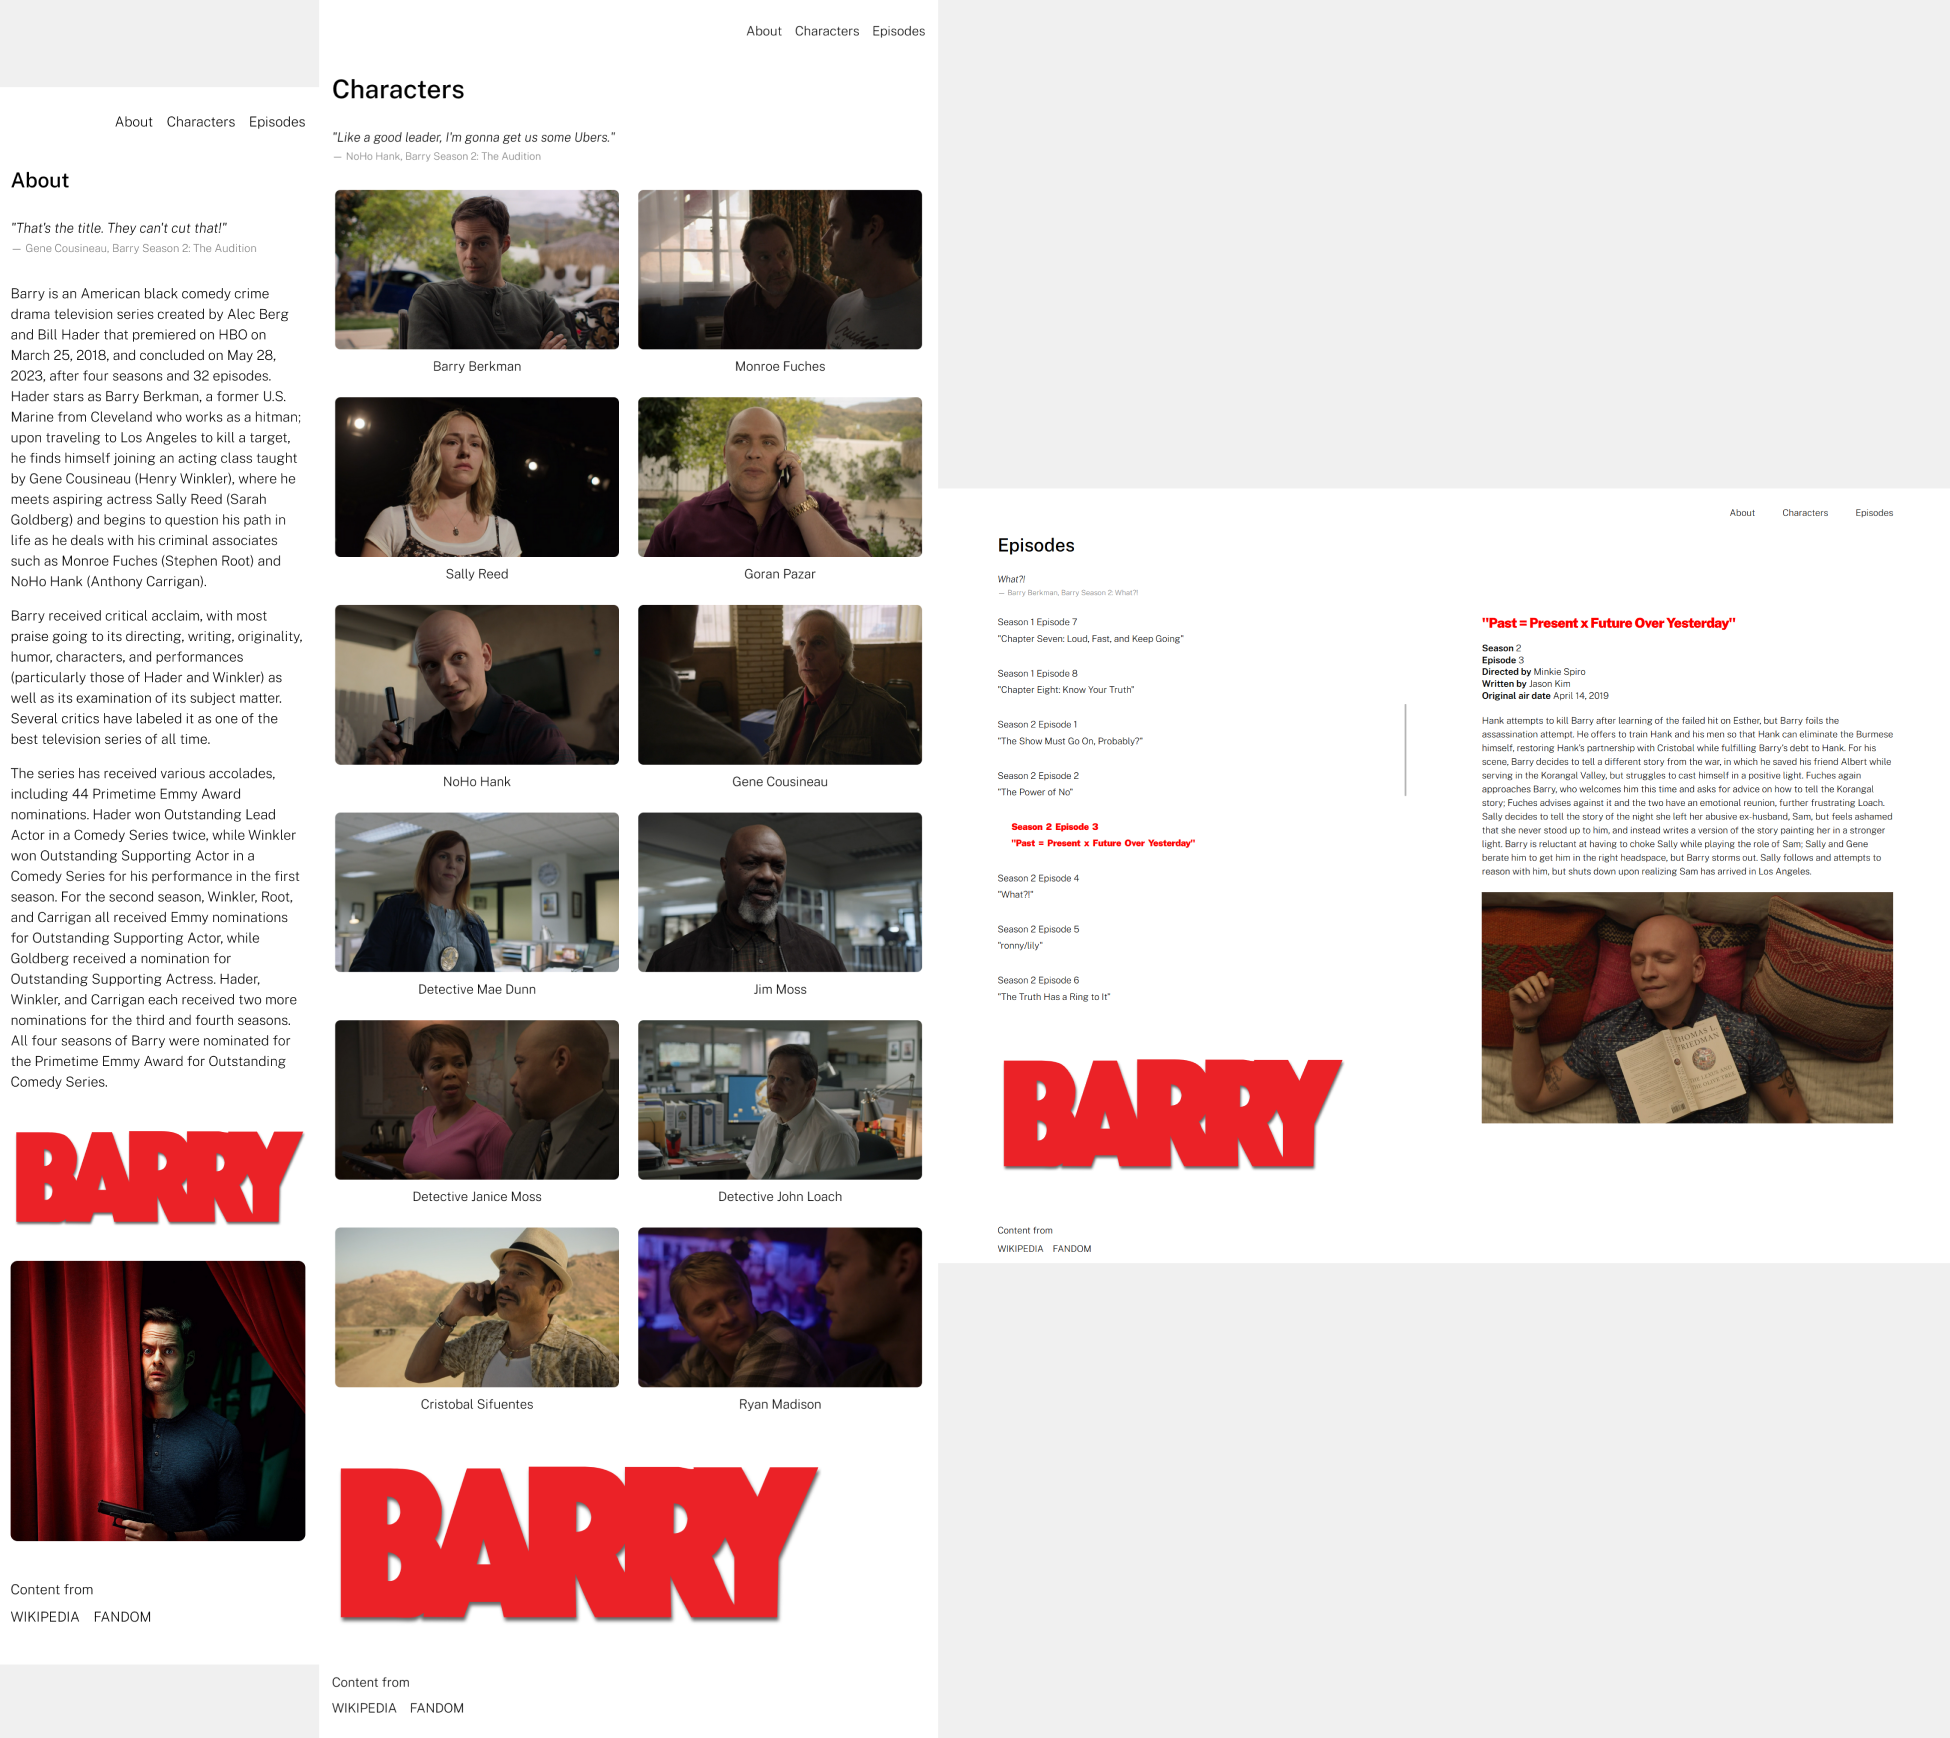 About Characters Episodes
About
"That's the title. They can't cut that!"
— Gene Cousineau, Barry Season 2: The Audition
Barry is an American black comedy crime
drama television series created by Alec Berg
and Bill Hader that premiered on HBO on
March 25, 2018, and concluded on May 28,
2023, after four seasons and 32 episodes.
Hader stars as Barry Berkman, a former U.S.
Marine from Cleveland who works as a hitman;
upon traveling to Los Angeles to kill a target,
he finds himself joining an acting class taught
by Gene Cousineau (Henry Winkler), where he
meets aspiring actress Sally Reed (Sarah
Goldberg) and begins to question his path in
life as he deals with his criminal associates
such as Monroe Fuches (Stephen Root) and
NoHo Hank (Anthony Carrigan).
Barry received critical acclaim, with most
praise going to its directing, writing, originality,
humor, characters, and performances
(particularly those of Hader and Winkler) as
well as its examination of its subject matter.
Several critics have labeled it as one of the
best television series of all time.
The series has received various accolades,
including 44 Primetime Emmy Award
nominations. Hader won Outstanding Lead
Actor in a Comedy Series twice, while Winkler
won Outstanding Supporting Actor in a
Comedy Series for his performance in the first
season. For the second season, Winkler, Root,
and Carrigan all received Emmy nominations
for Outstanding Supporting Actor, while
Goldberg received a nomination for
Outstanding Supporting Actress. Hader,
Winkler, and Carrigan each received two more
nominations for the third and fourth seasons.
All four seasons of Barry were nominated for
the Primetime Emmy Award for Outstanding
Comedy Series.
BARRY
Content from
WIKIPEDIA FANDOM
About Characters Episodes
Characters
"Like a good leader, I'm gonna get us some Ubers."
— NoHo Hank, Barry Season 2: The Audition
Barry Berkman
Monroe Fuches
Sally Reed
Goran Pazar
NoHo Hank
Gene Cousineau
Detective Mae Dunn
Jim Moss
Detective Janice Moss
Detective John Loach
Cristobal Sifuentes
Ryan Madison
BARRY
Content from
WIKIPEDIA FANDOM
About Characters Episodes
Episodes
What?!
— Barry Berkman, Barry Season 2: What?!
Season 1 Episode 7
"Chapter Seven: Loud, Fast, and Keep Going"
Season 1 Episode 8
"Chapter Eight: Know Your Truth"
Season 2 Episode 1
"The Show Must Go On, Probably?"
Season 2 Episode 2
"The Power of No"
Season 2 Episode 3
"Past = Present x Future Over Yesterday"
Season 2 Episode 4
"What?!"
Season 2 Episode 5
"ronny/lily"
Season 2 Episode 6
"The Truth Has a Ring to It"
BARRY
Content from
WIKIPEDIA FANDOM
"Past = Present x Future Over Yesterday"
Season 2
Episode 3
Directed by Minkie Spiro
Written by Jason Kim
Original air date April 14, 2019
Hank attempts to kill Barry after learning of the failed hit on Esther, but Barry foils the
assassination attempt. He offers to train Hank and his men so that Hank can eliminate the Burmese
himself, restoring Hank's partnership with Cristobal while fulfilling Barry's debt to Hank. For his
scene, Barry decides to tell a different story from the war, in which he saved his friend Albert while
serving in the Korangal Valley, but struggles to cast himself in a positive light. Fuches again
approaches Barry, who welcomes him this time and asks for advice on how to tell the Korangal
story; Fuches advises against it and the two have an emotional reunion, further frustrating Loach.
Sally decides to tell the story of the night she left her abusive ex-husband, Sam, but feels ashamed
that she never stood up to him, and instead writes a version of the story painting her in a stronger
light. Barry is reluctant at having to choke Sally while playing the role of Sam; Sally and Gene
berate him to get him in the right headspace, but Barry storms out. Sally follows and attempts to
reason with him, but shuts down upon realizing Sam has arrived in Los Angeles.
THOMAS L.
FRIEDMAN